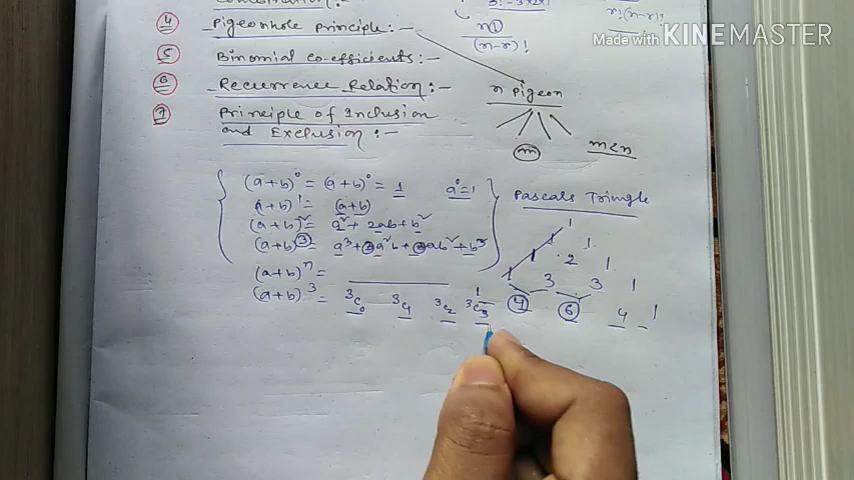 ④ Pigeonhole Principle:-
⑤ Binomial co-efficients:-
⑥ Recurrence Relation:-
⑦ Principle of Inclusion
and Exclusion:-
(n-r)!
r!(n-r)!
Made with KINEMASTER
n Pigeon
m m<n
(a+b)⁰ = (a+b)⁰ = 1 a⁰=1
(a+b)¹ = (a+b)
(a+b)² = a² + 2ab + b²
(a+b)³ = a³ + 3a²b + 3ab² + b³
(a+b)ⁿ =
(a+b)³ = ³C₀ ³C₁ ³C₂ ³C₃
Pascals Tringle
1
1 1
1 2 1
1 3 3 1
4 6 4 1